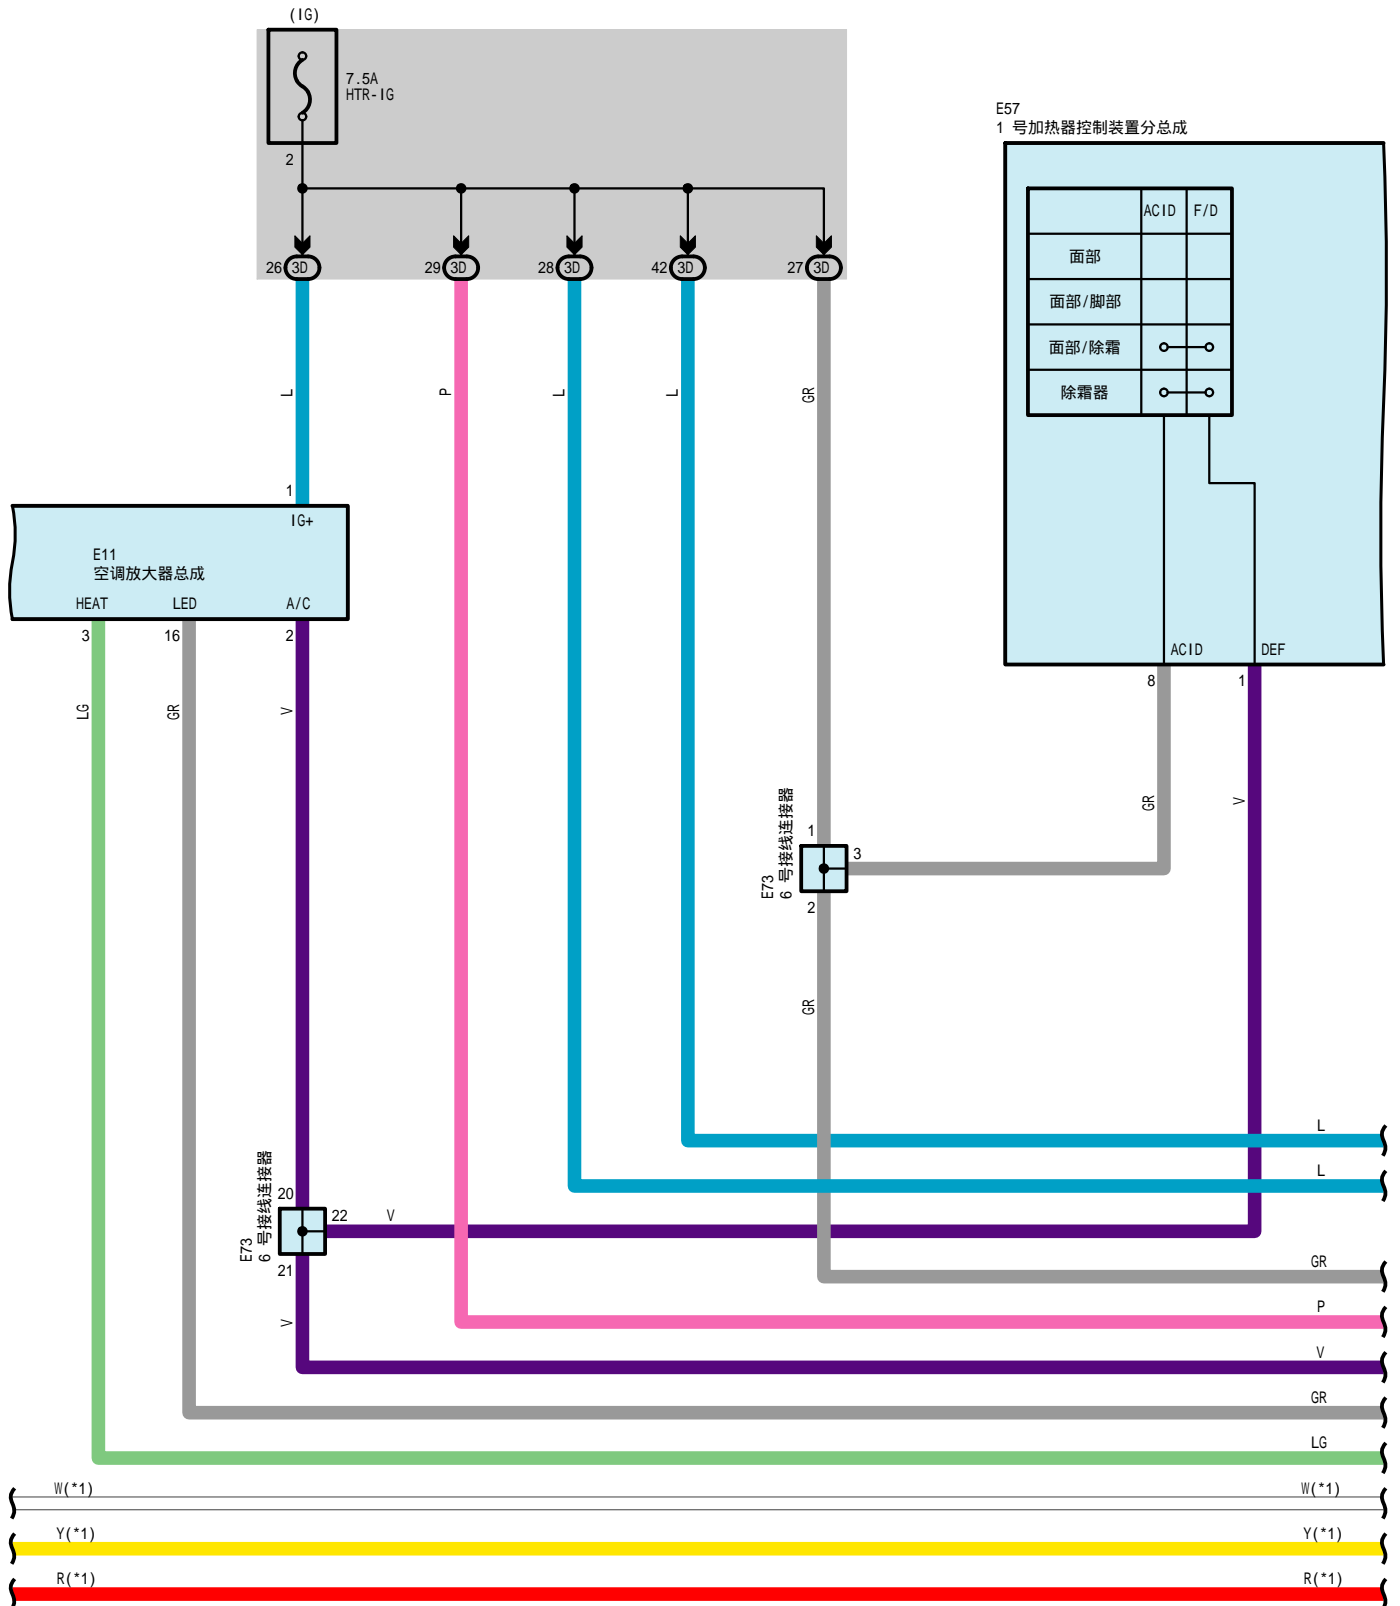 (IG)
7.5A
HTR-IG
2
26 3D
29 3D
28 3D
42 3D
27 3D
E57
1 号加热器控制装置分总成
ACID F/D
面部
面部/脚部
面部/除霜
除霜器
L
P
L
L
GR
1
IG+
E11
空调放大器总成
HEAT LED A/C
3 16 2
ACID DEF
8 1
LG
GR
V
GR
V
E73
6 号接线连接器
1
3
2
GR
E73
6 号接线连接器
20
22 V
21
V
L
L
GR
P
V
GR
LG
W(*1) W(*1)
Y(*1) Y(*1)
R(*1) R(*1)